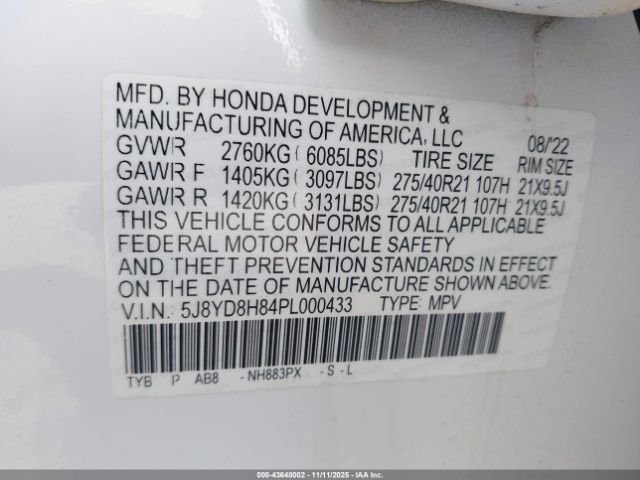 MFD. BY HONDA DEVELOPMENT &
MANUFACTURING OF AMERICA, LLC 08/'22
GVWR 2760KG( 6085LBS) TIRE SIZE RIM SIZE
GAWR F 1405KG( 3097LBS) 275/40R21 107H 21X9.5J
GAWR R 1420KG( 3131LBS) 275/40R21 107H 21X9.5J
THIS VEHICLE CONFORMS TO ALL APPLICABLE
FEDERAL MOTOR VEHICLE SAFETY
AND THEFT PREVENTION STANDARDS IN EFFECT
ON THE DATE OF MANUFACTURE SHOWN ABOVE.
V.I.N. 5J8YD8H84PL000433 TYPE: MPV
TYB P AB8 -NH883PX -S-L
000-43648002 - 11/11/2025 - IAAI.COM